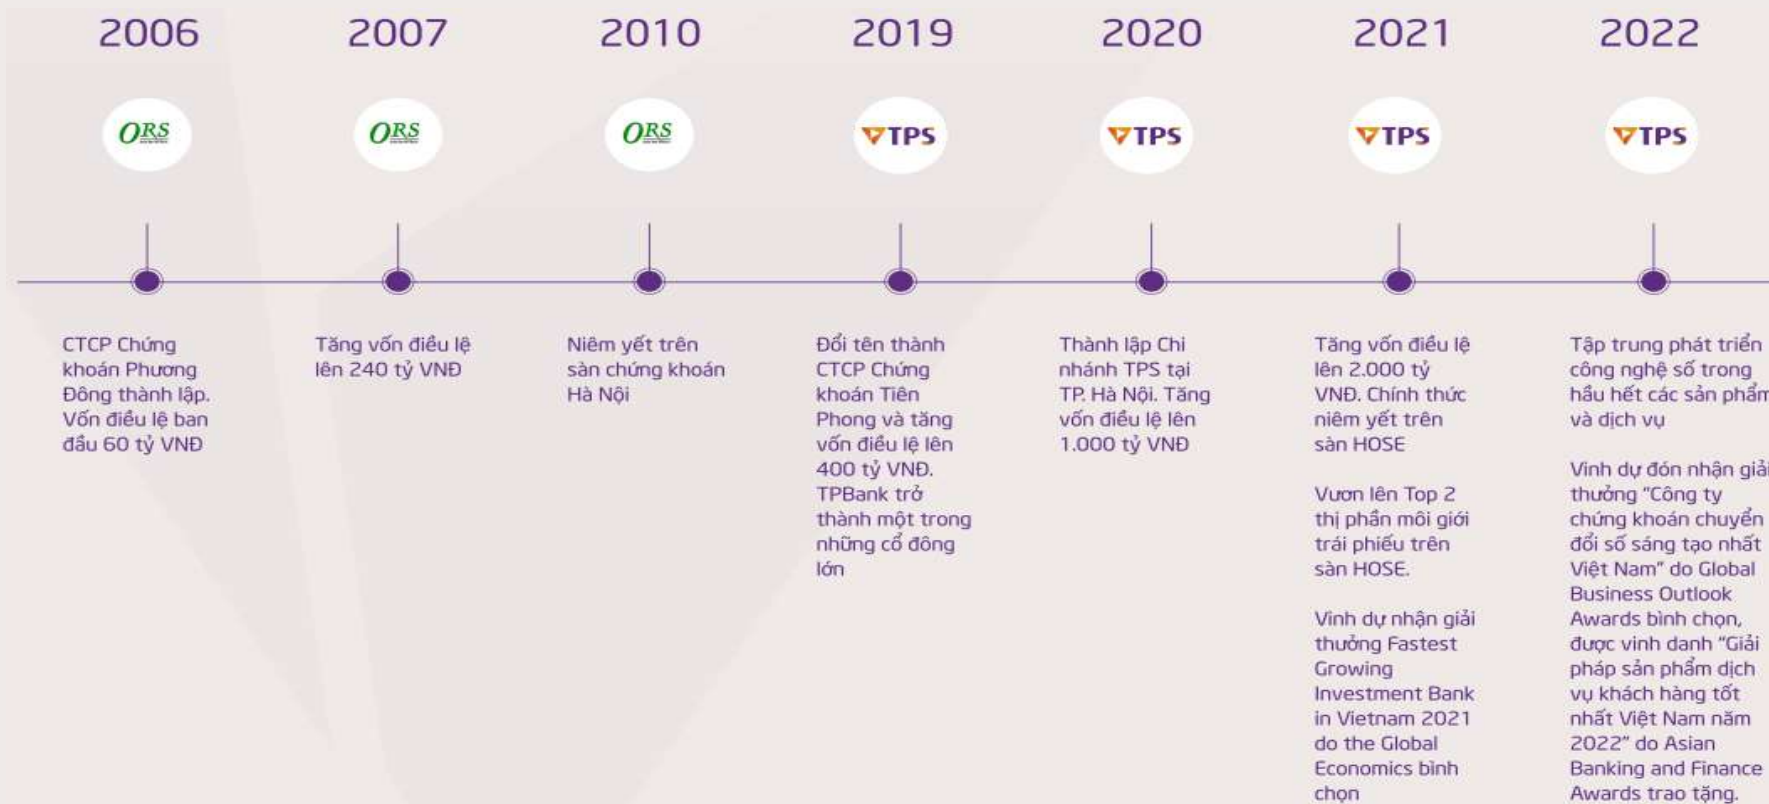 2006
2007
2010
2019
2020
2021
2022
ORS
ORS
ORS
TPS
TPS
TPS
TPS
CTCP Chứng
khoán Phương
Đông thành lập.
Vốn điều lệ ban
đầu 60 tỷ VNĐ
Tăng vốn điều lệ
lên 240 tỷ VNĐ
Niêm yết trên
sàn chứng khoán
Hà Nội
Đổi tên thành
CTCP Chứng
khoán Tiên
Phong và tăng
vốn điều lệ lên
400 tỷ VNĐ.
TPBank trở
thành một trong
những cổ đông
lớn
Thành lập Chi
nhánh TPS tại
TP. Hà Nội. Tăng
vốn điều lệ lên
1.000 tỷ VNĐ
Tăng vốn điều lệ
lên 2.000 tỷ
VNĐ. Chính thức
niêm yết trên
sàn HOSE
Vươn lên Top 2
thị phần môi giới
trái phiếu trên
sàn HOSE.
Vinh dự nhận giải
thưởng Fastest
Growing
Investment Bank
in Vietnam 2021
do the Global
Economics bình
chọn
Tập trung phát triển
công nghệ số trong
hầu hết các sản phẩm
và dịch vụ
Vinh dự đón nhận giải
thưởng "Công ty
chứng khoán chuyển
đổi số sáng tạo nhất
Việt Nam" do Global
Business Outlook
Awards bình chọn,
được vinh danh "Giải
pháp sản phẩm dịch
vụ khách hàng tốt
nhất Việt Nam năm
2022" do Asian
Banking and Finance
Awards trao tặng.